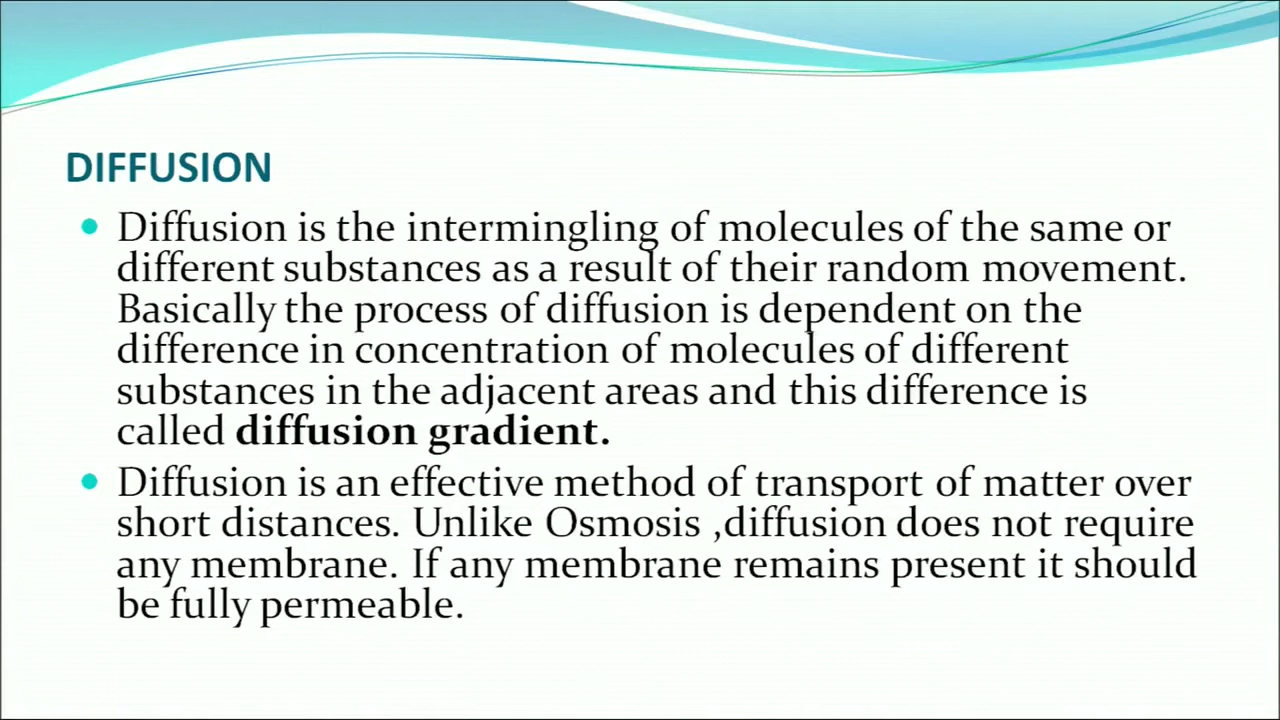 DIFFUSION
Diffusion is the intermingling of molecules of the same or
different substances as a result of their random movement.
Basically the process of diffusion is dependent on the
difference in concentration of molecules of different
substances in the adjacent areas and this difference is
called diffusion gradient.
Diffusion is an effective method of transport of matter over
short distances. Unlike Osmosis ,diffusion does not require
any membrane. If any membrane remains present it should
be fully permeable.